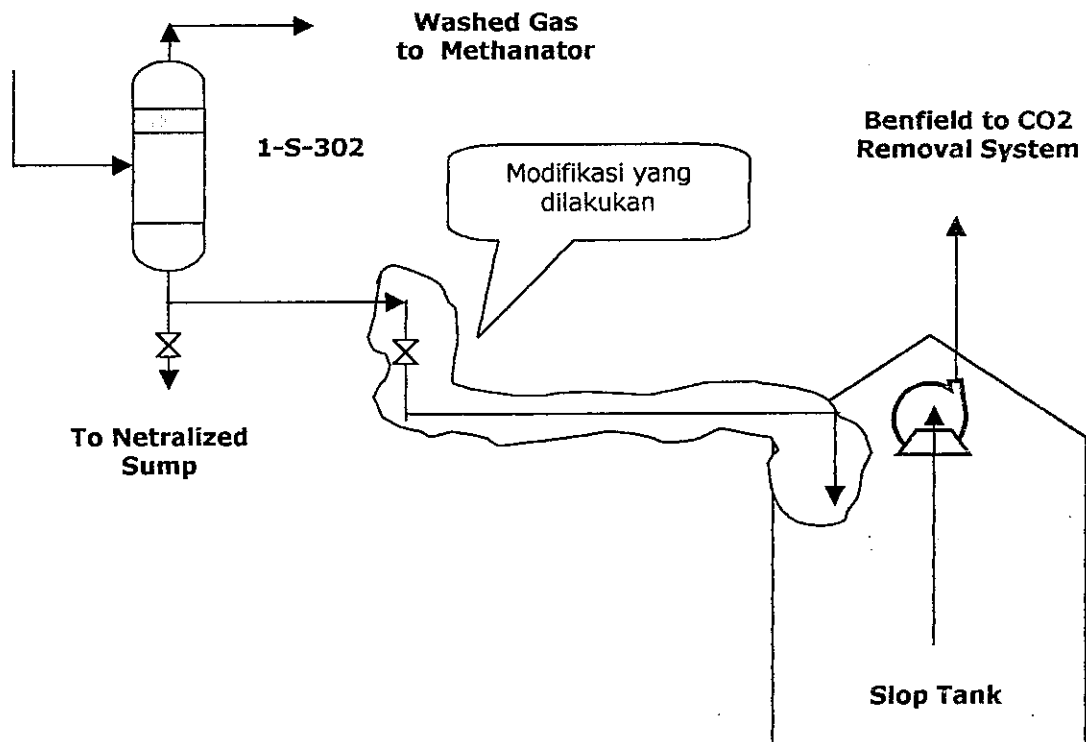 Washed Gas
to Methanator
1-S-302
Benfield to CO2
Removal System
Modifikasi yang
dilakukan
To Netralized
Sump
Slop Tank